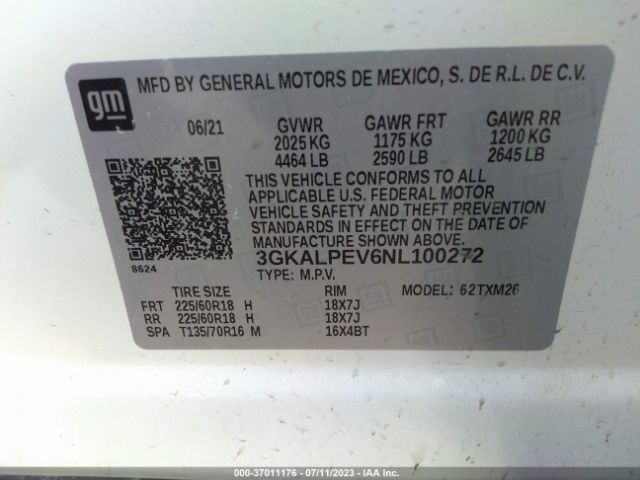 gm
MFD BY GENERAL MOTORS DE MEXICO, S. DE R.L. DE C.V.
06/21 GVWR GAWR FRT GAWR RR
2025 KG 1175 KG 1200 KG
4464 LB 2590 LB 2645 LB
THIS VEHICLE CONFORMS TO ALL
APPLICABLE U.S. FEDERAL MOTOR
VEHICLE SAFETY AND THEFT PREVENTION
STANDARDS IN EFFECT ON THE DATE OF
MANUFACTURE SHOWN ABOVE.
8624 3GKALPEV6NL100272
TYPE: M.P.V.
TIRE SIZE RIM MODEL: 62TXM26
FRT 225/60R18 H 18X7J
RR 225/60R18 H 18X7J
SPA T135/70R16 M 16X4BT
000-37011176 - 07/11/2023 - IAA Inc.